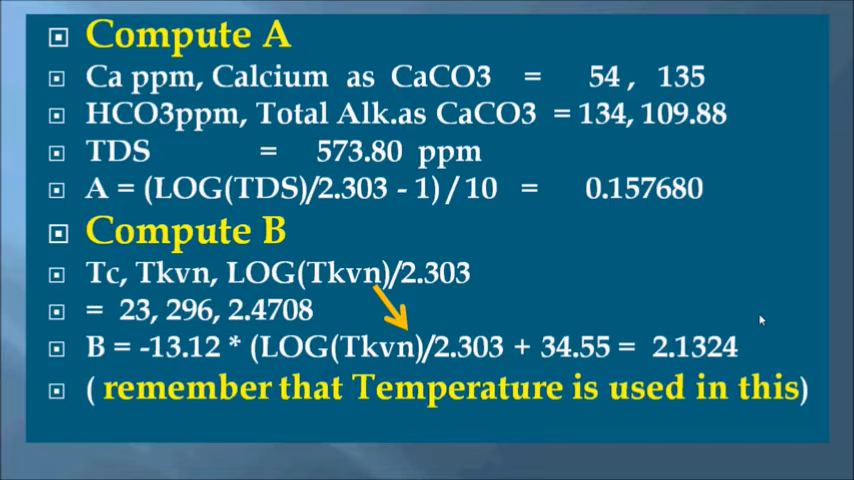 Compute A
Ca ppm, Calcium as CaCO3 = 54 , 135
HCO3ppm, Total Alk.as CaCO3 = 134, 109.88
TDS = 573.80 ppm
A = (LOG(TDS)/2.303 - 1) / 10 = 0.157680
Compute B
Tc, Tkvn, LOG(Tkvn)/2.303
= 23, 296, 2.4708
B = -13.12 * (LOG(Tkvn)/2.303 + 34.55 = 2.1324
( remember that Temperature is used in this)